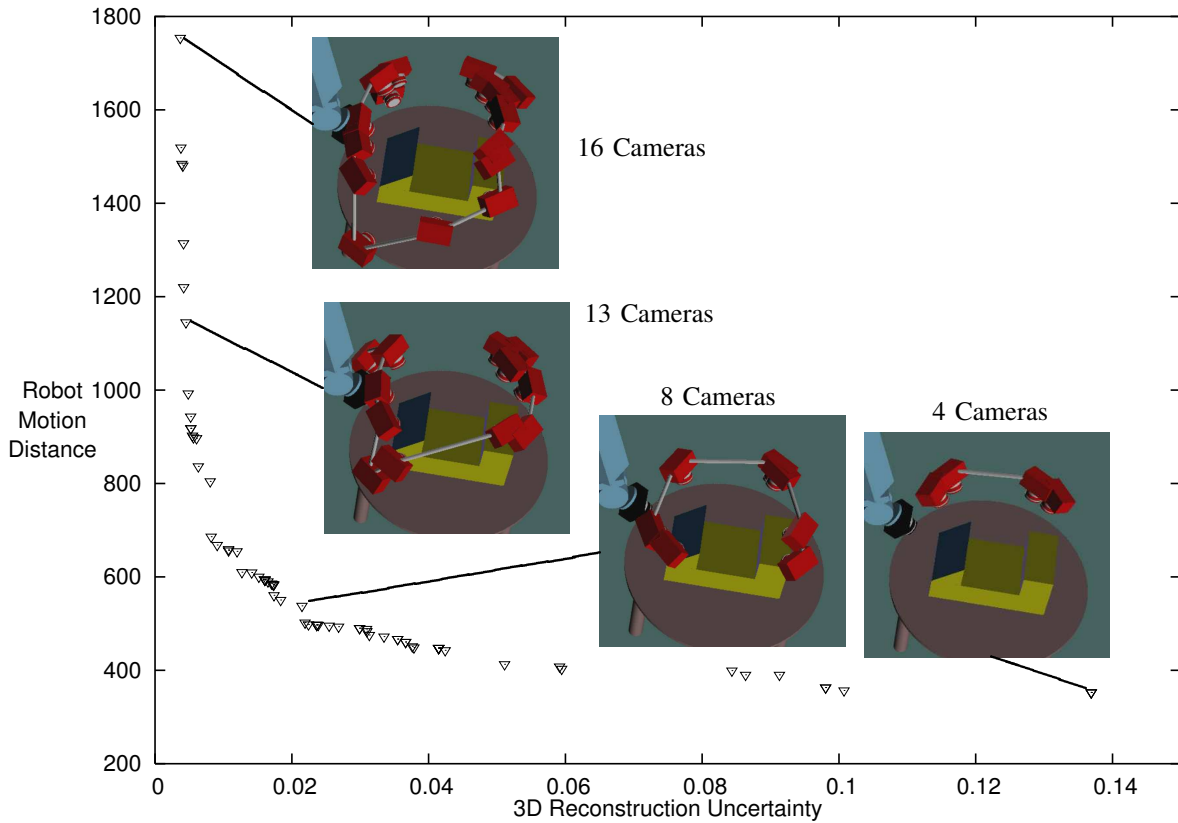 1800
1600
1400
1200
1000
800
600
400
200
Robot
Motion
Distance
16 Cameras
13 Cameras
8 Cameras
4 Cameras
0
0.02
0.04
0.06
0.08
0.1
0.12
0.14
3D Reconstruction Uncertainty